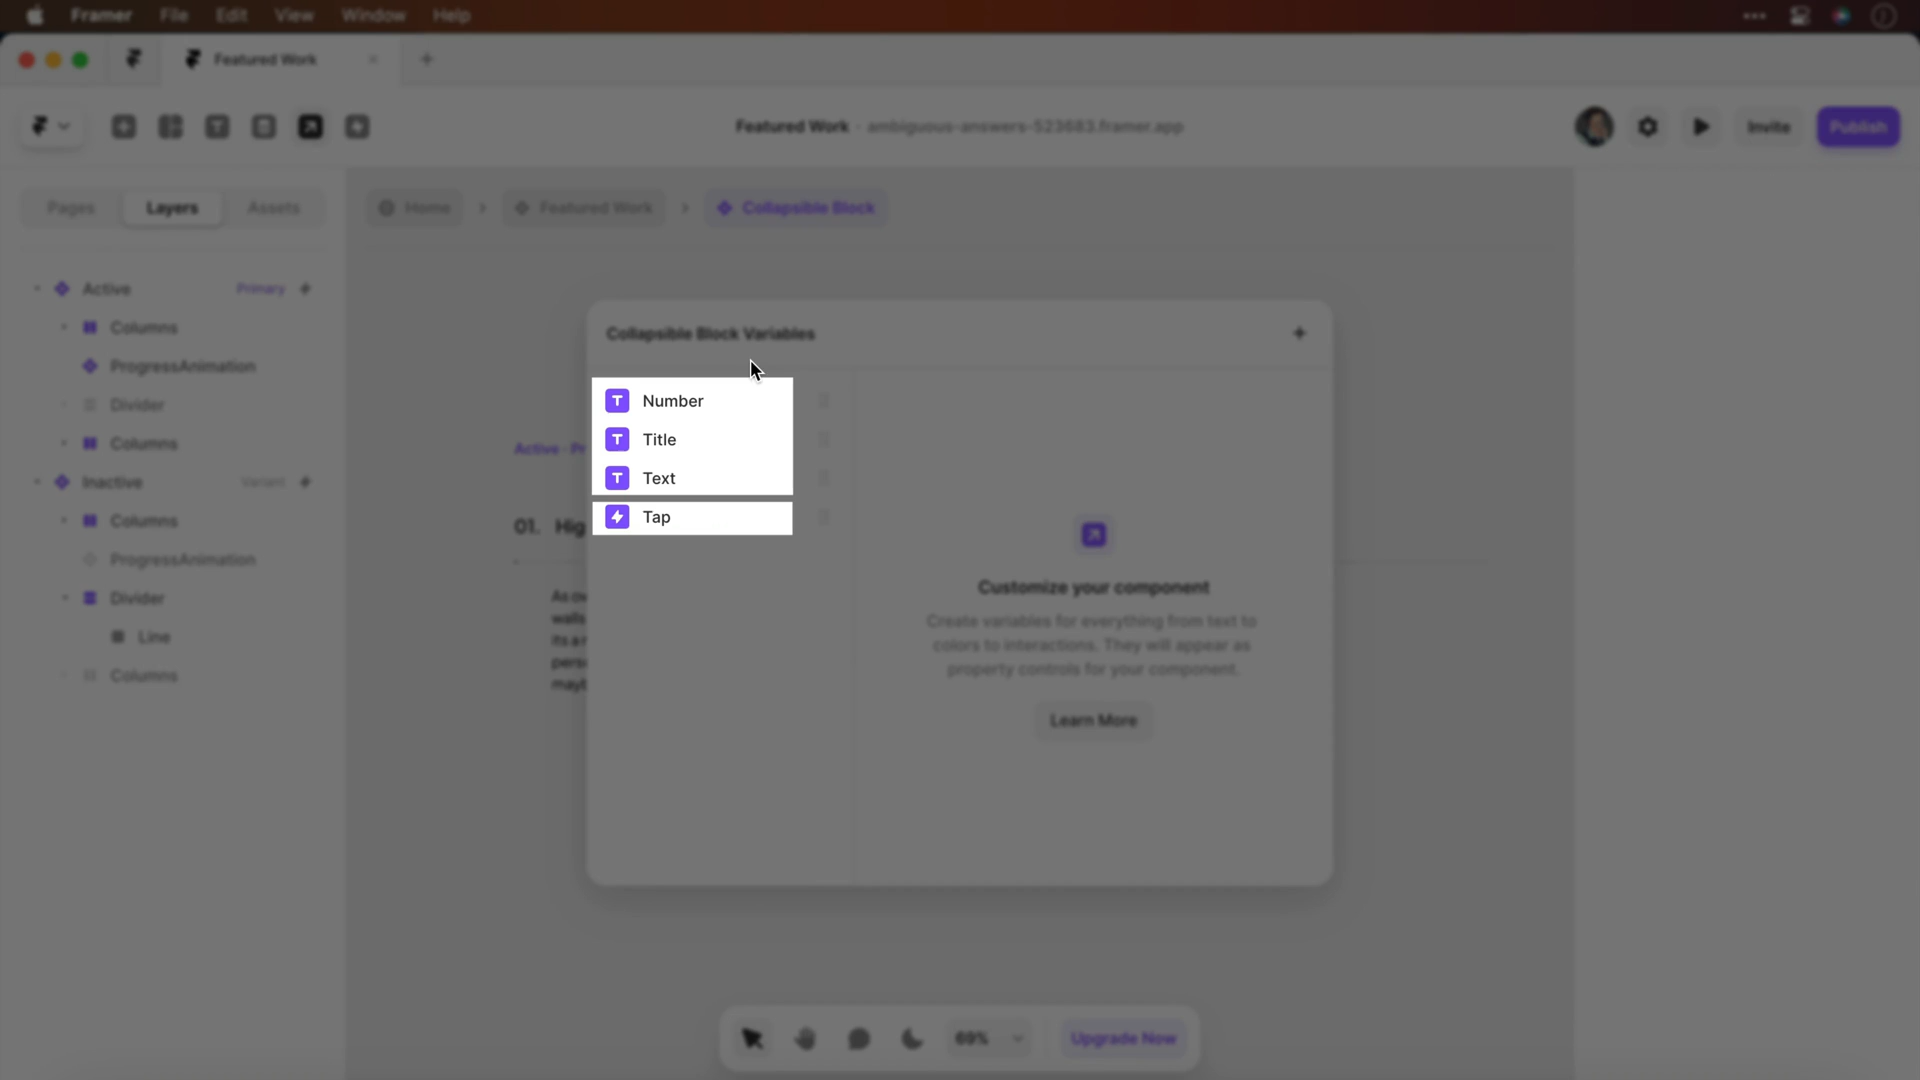 Framer File Edit View Window Help
Featured Work
Featured Work · ambiguous-answers-523683.framer.app
Invite
Publish
Pages Layers Assets
Home
Featured Work
Collapsible Block
Active Primary
Columns
ProgressAnimation
Divider
Columns
Inactive Variant
Columns
ProgressAnimation
Divider
Line
Columns
Active · Pr
01. Hig
As ov
walls
its a r
pers
mayb
Collapsible Block Variables
Number
Title
Text
Tap
Customize your component
Create variables for everything from text to
colors to interactions. They will appear as
property controls for your component.
Learn More
69%
Upgrade Now